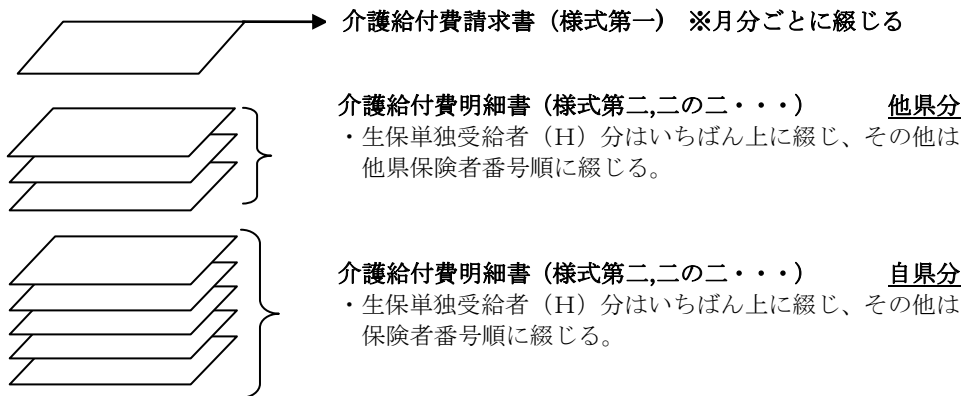 介護給付費請求書（様式第一） ※月分ごとに綴じる
介護給付費明細書（様式第二,二の二・・・） 他県分
・生保単独受給者（H）分はいちばん上に綴じ、その他は
他県保険者番号順に綴じる。
介護給付費明細書（様式第二,二の二・・・） 自県分
・生保単独受給者（H）分はいちばん上に綴じ、その他は
保険者番号順に綴じる。